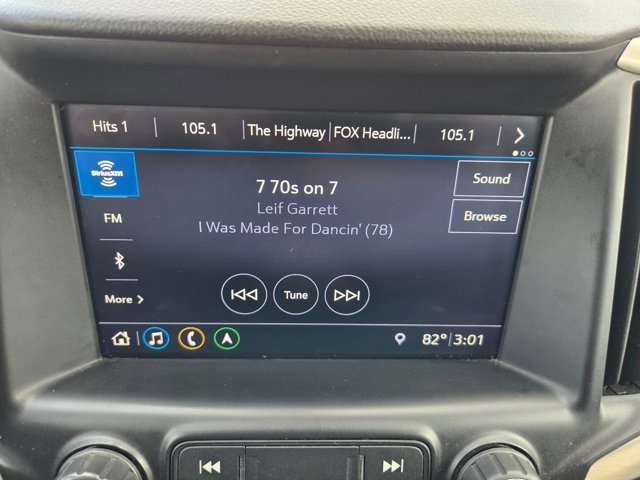 Hits 1 105.1 The Highway FOX Headli... 105.1
SiriusXM
7 70s on 7
Sound
Leif Garrett
FM
Browse
I Was Made For Dancin' (78)
More
Tune
82° 3:01